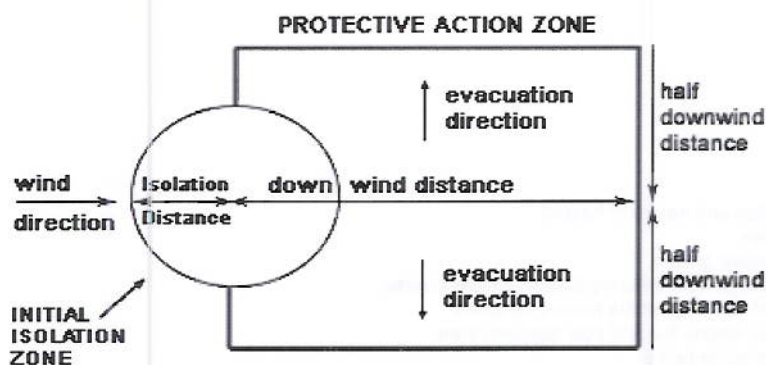 PROTECTIVE ACTION ZONE
evacuation
direction
half
downwind
distance
wind
direction
Isolation
Distance
down wind distance
evacuation
direction
half
downwind
distance
INITIAL
ISOLATION
ZONE